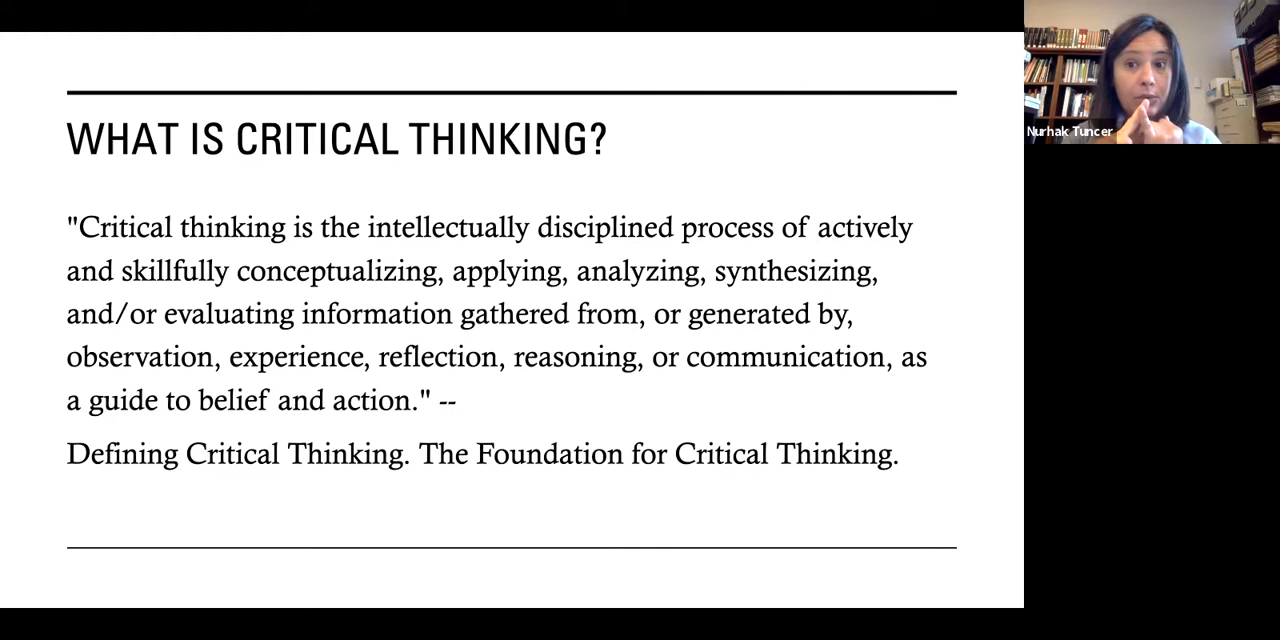 WHAT IS CRITICAL THINKING?
"Critical thinking is the intellectually disciplined process of actively
and skillfully conceptualizing, applying, analyzing, synthesizing,
and/or evaluating information gathered from, or generated by,
observation, experience, reflection, reasoning, or communication, as
a guide to belief and action." --
Defining Critical Thinking. The Foundation for Critical Thinking.
Nurhak Tuncer